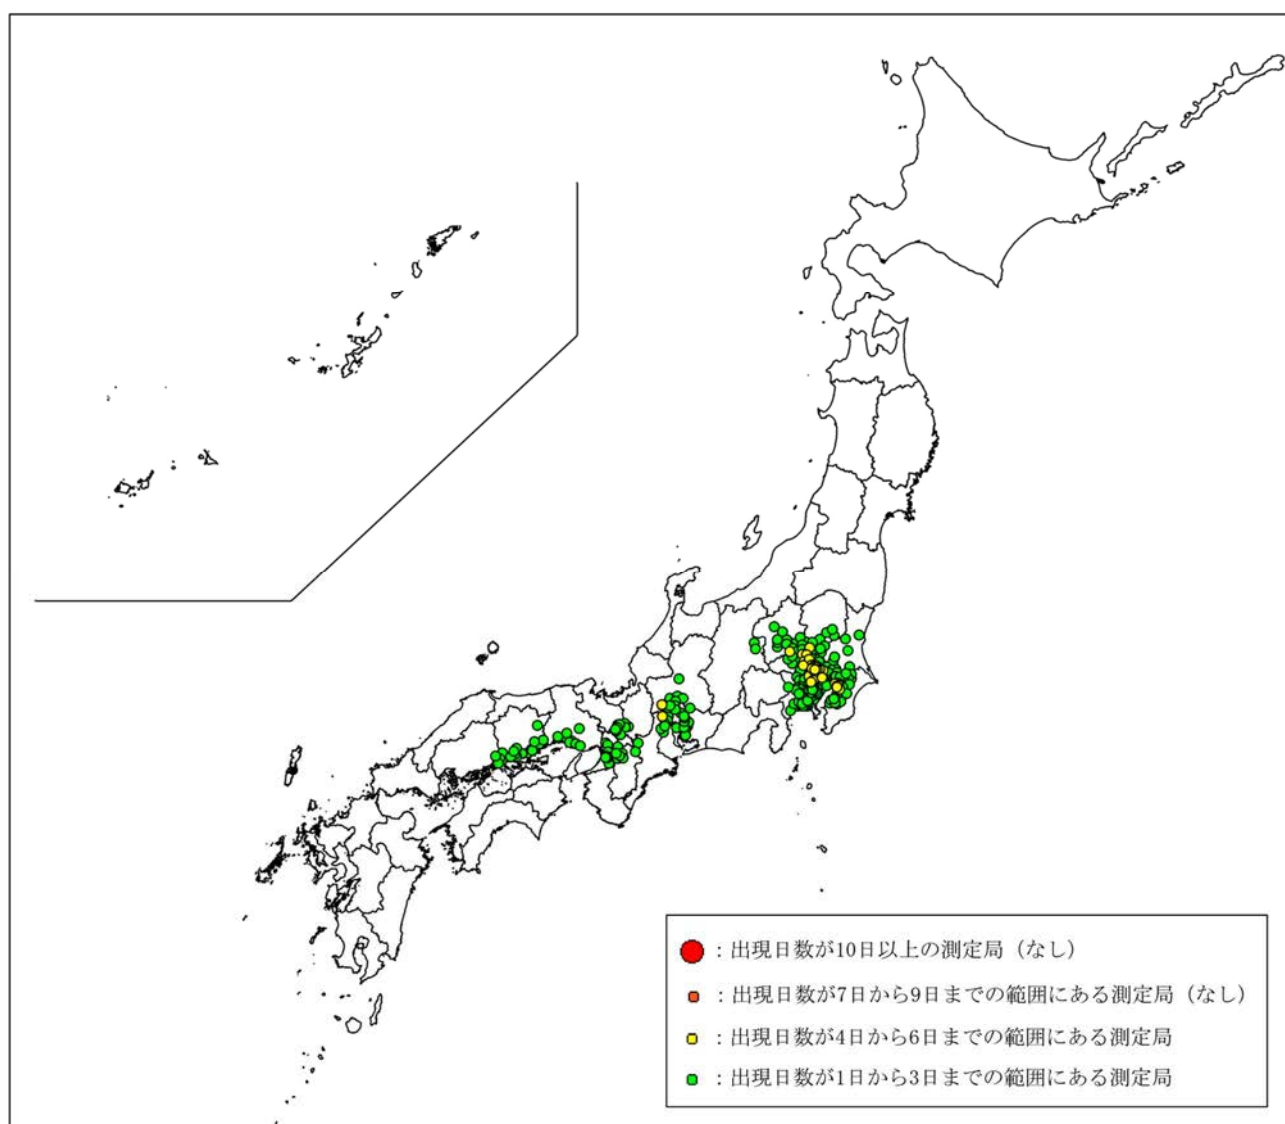 ：出現日数が10日以上の測定局（なし）
：出現日数が7日から9日までの範囲にある測定局（なし）
：出現日数が4日から6日までの範囲にある測定局
：出現日数が1日から3日までの範囲にある測定局